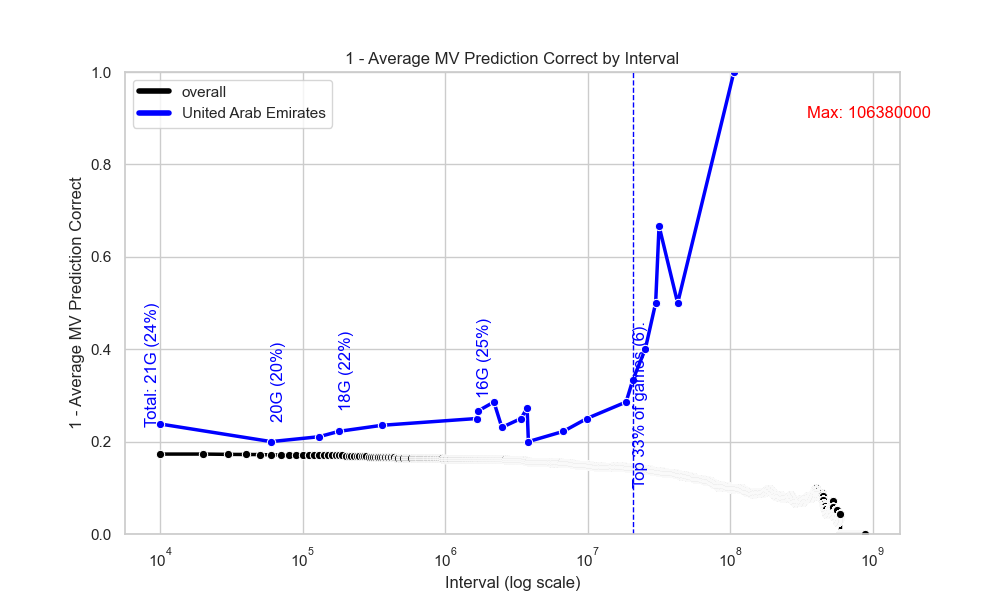 1 - Average MV Prediction Correct by Interval
overall
United Arab Emirates
Max: 106380000
1 - Average MV Prediction Correct
1.0
0.8
0.6
0.4
0.2
0.0
Total: 21G (24%)
20G (20%)
18G (22%)
16G (25%)
Top 33% of games (6).
10^4
10^5
10^6
10^7
10^8
10^9
Interval (log scale)